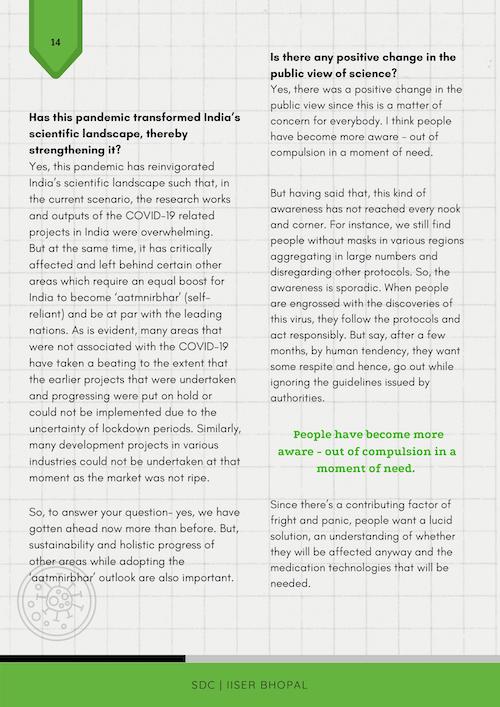 14
Has this pandemic transformed India's
scientific landscape, thereby
strengthening it?
Yes, this pandemic has reinvigorated
India's scientific landscape such that, in
the current scenario, the research works
and outputs of the COVID-19 related
projects in India were overwhelming.
But at the same time, it has critically
affected and left behind certain other
areas which require an equal boost for
India to become 'aatmnirbhar' (self-
reliant) and be at par with the leading
nations. As is evident, many areas that
were not associated with the COVID-19
have taken a beating to the extent that
the earlier projects that were undertaken
and progressing were put on hold or
could not be implemented due to the
uncertainty of lockdown periods. Similarly,
many development projects in various
industries could not be undertaken at that
moment as the market was not ripe.
So, to answer your question- yes, we have
gotten ahead now more than before. But,
sustainability and holistic progress of
other areas while adopting the
'aatmnirbhar' outlook are also important.
Is there any positive change in the
public view of science?
Yes, there was a positive change in the
public view since this is a matter of
concern for everybody. I think people
have become more aware - out of
compulsion in a moment of need.
But having said that, this kind of
awareness has not reached every nook
and corner. For instance, we still find
people without masks in various regions
aggregating in large numbers and
disregarding other protocols. So, the
awareness is sporadic. When people
are engrossed with the discoveries of
this virus, they follow the protocols and
act responsibly. But say, after a few
months, by human tendency, they want
some respite and hence, go out while
ignoring the guidelines issued by
authorities.
People have become more
aware - out of compulsion in a
moment of need.
Since there's a contributing factor of
fright and panic, people want a lucid
solution, an understanding of whether
they will be affected anyway and the
medication technologies that will be
needed.
SDC | IISER BHOPAL